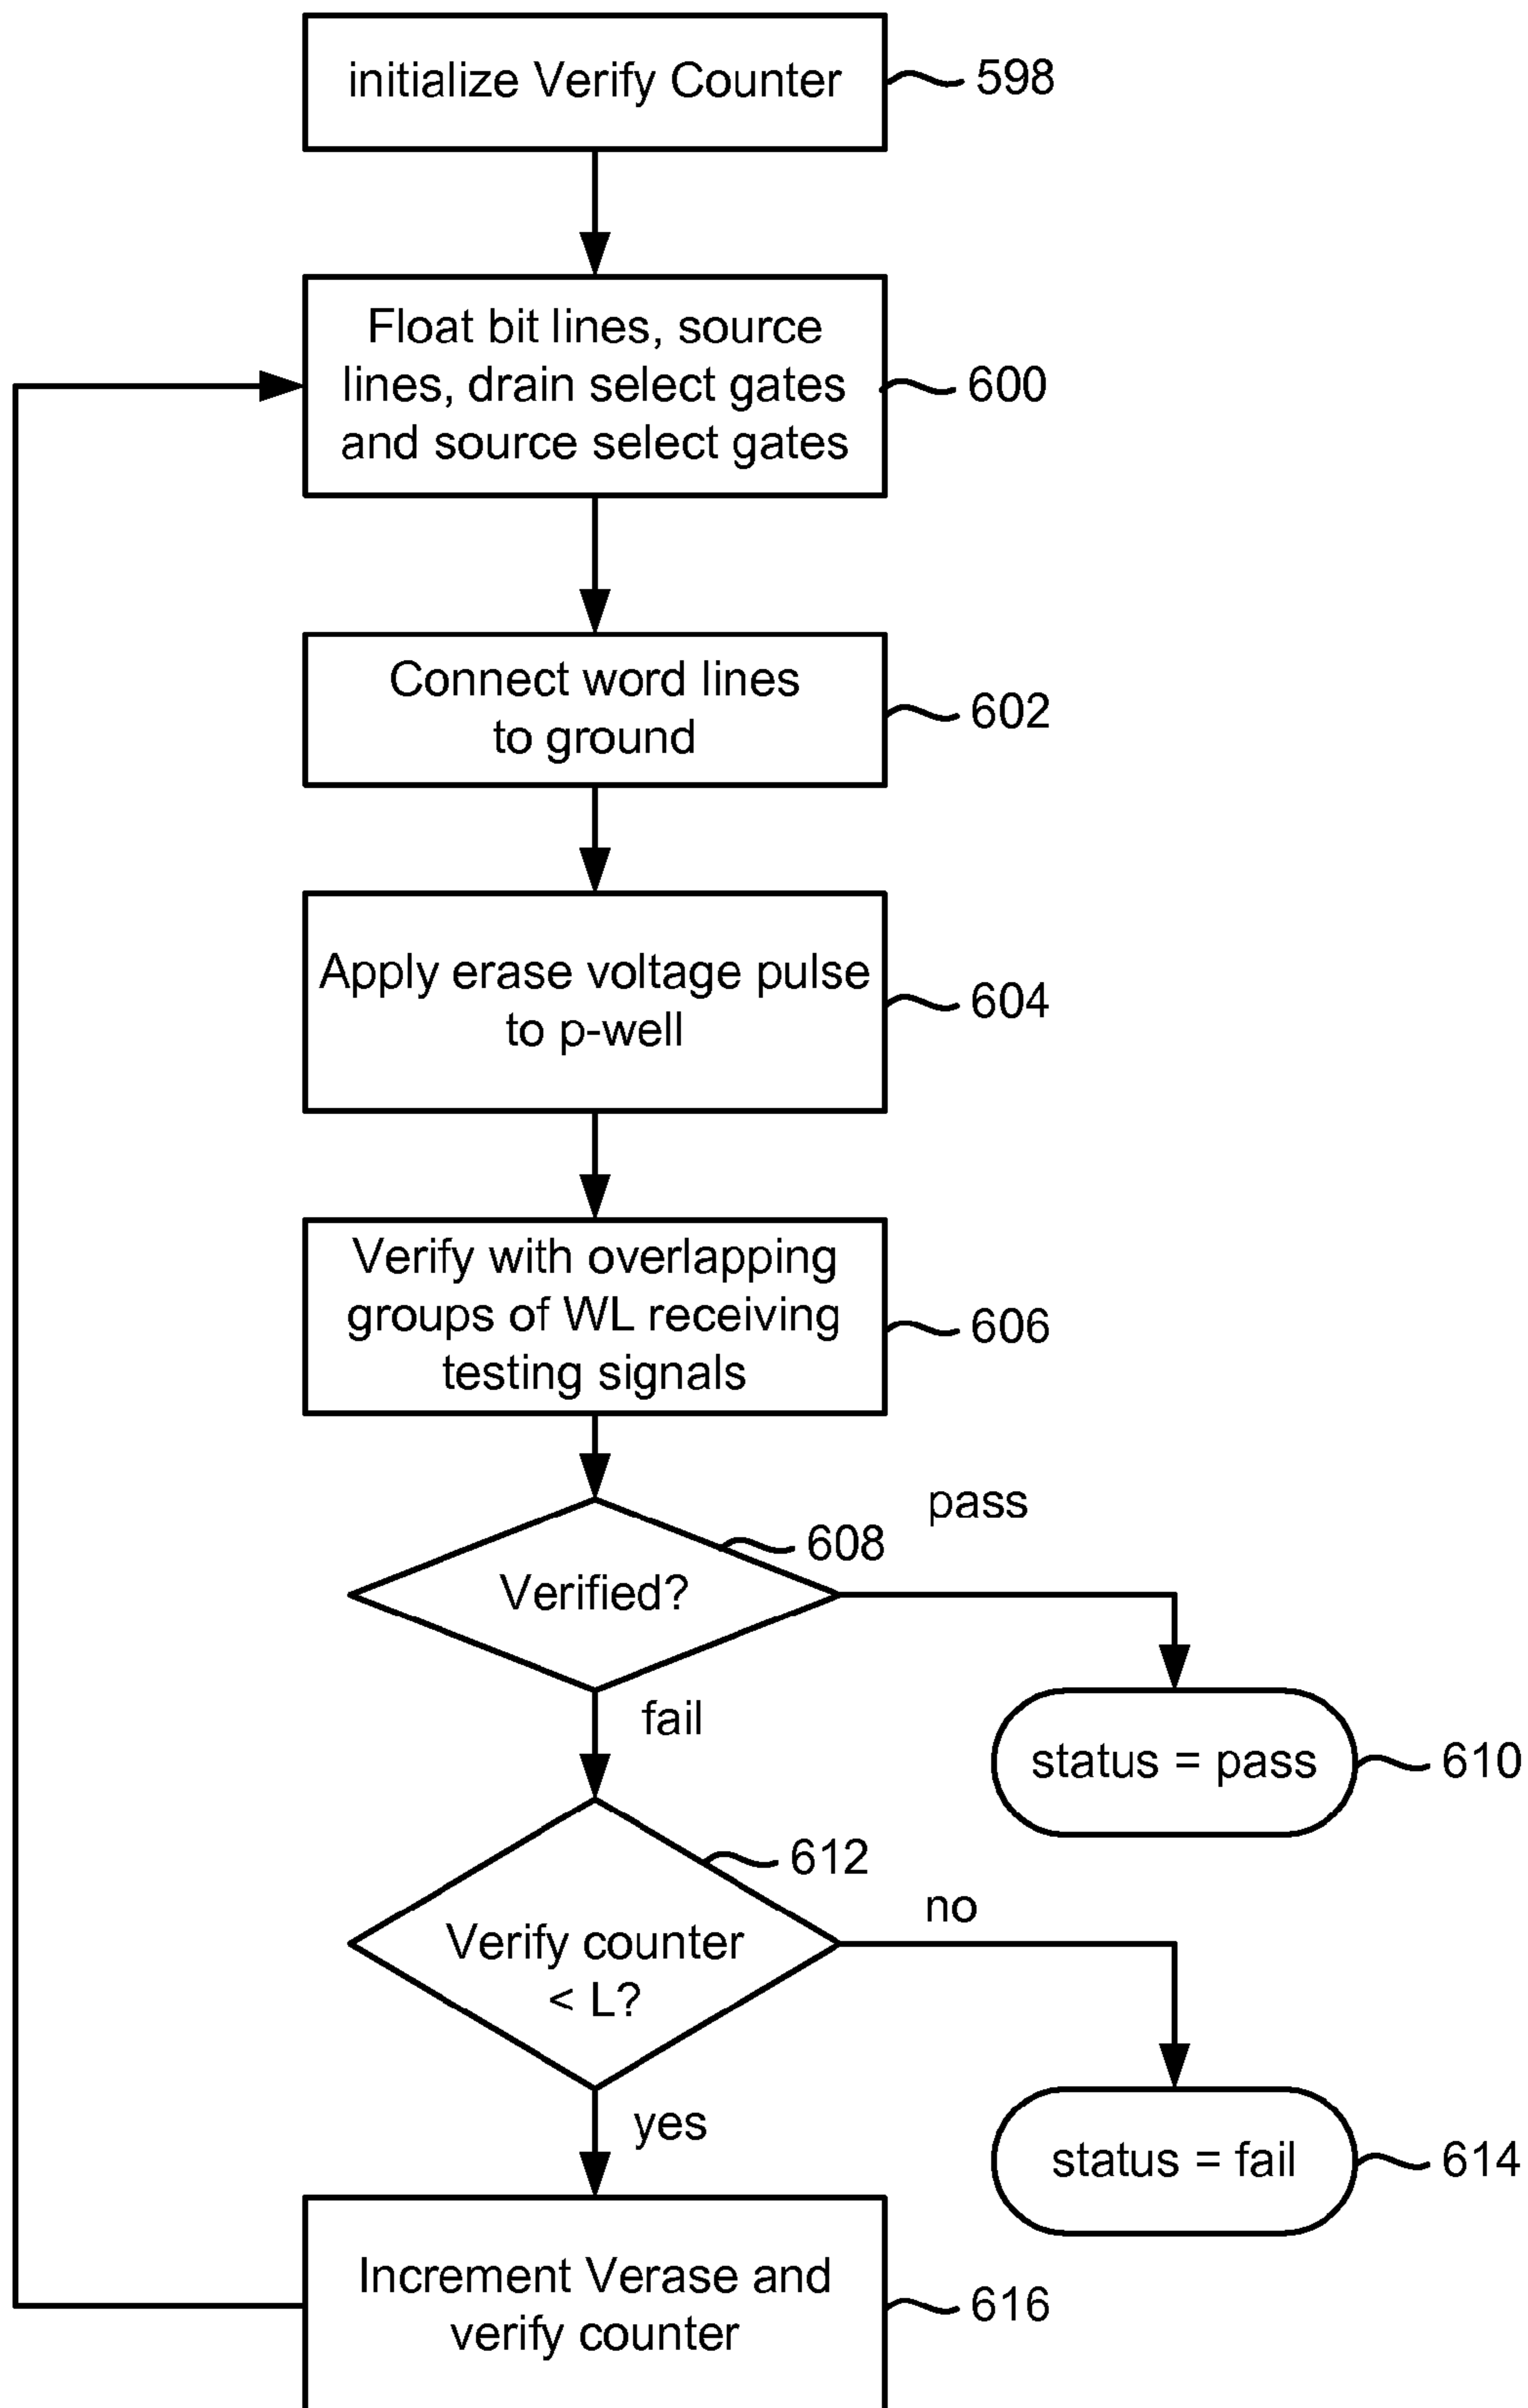 initialize Verify Counter
598
Float bit lines, source
lines, drain select gates
and source select gates
600
Connect word lines
to ground
602
Apply erase voltage pulse
to p-well
604
Verify with overlapping
groups of WL receiving
testing signals
606
pass
608
Verified?
fail
status = pass
610
612
no
Verify counter
< L?
yes
status = fail
614
Increment Verase and
verify counter
616